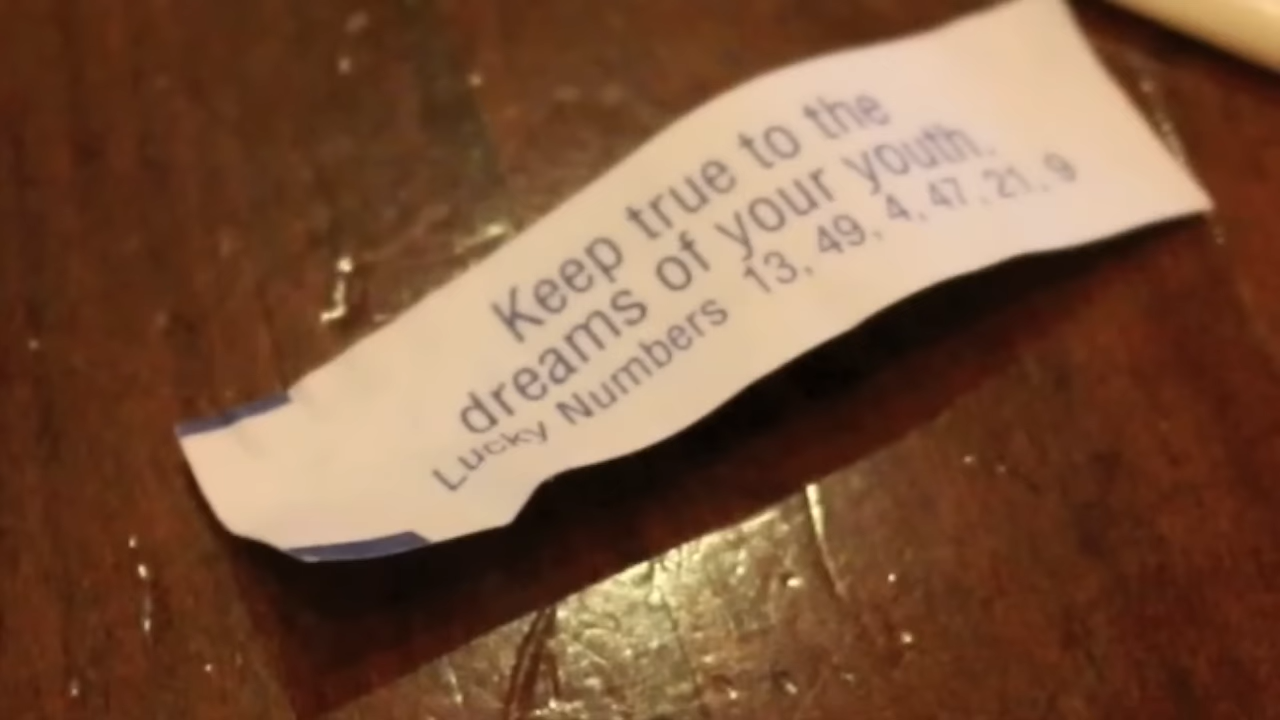 Keep true to the
dreams of your youth.
Lucky Numbers 13, 49, 4, 47, 21, 9